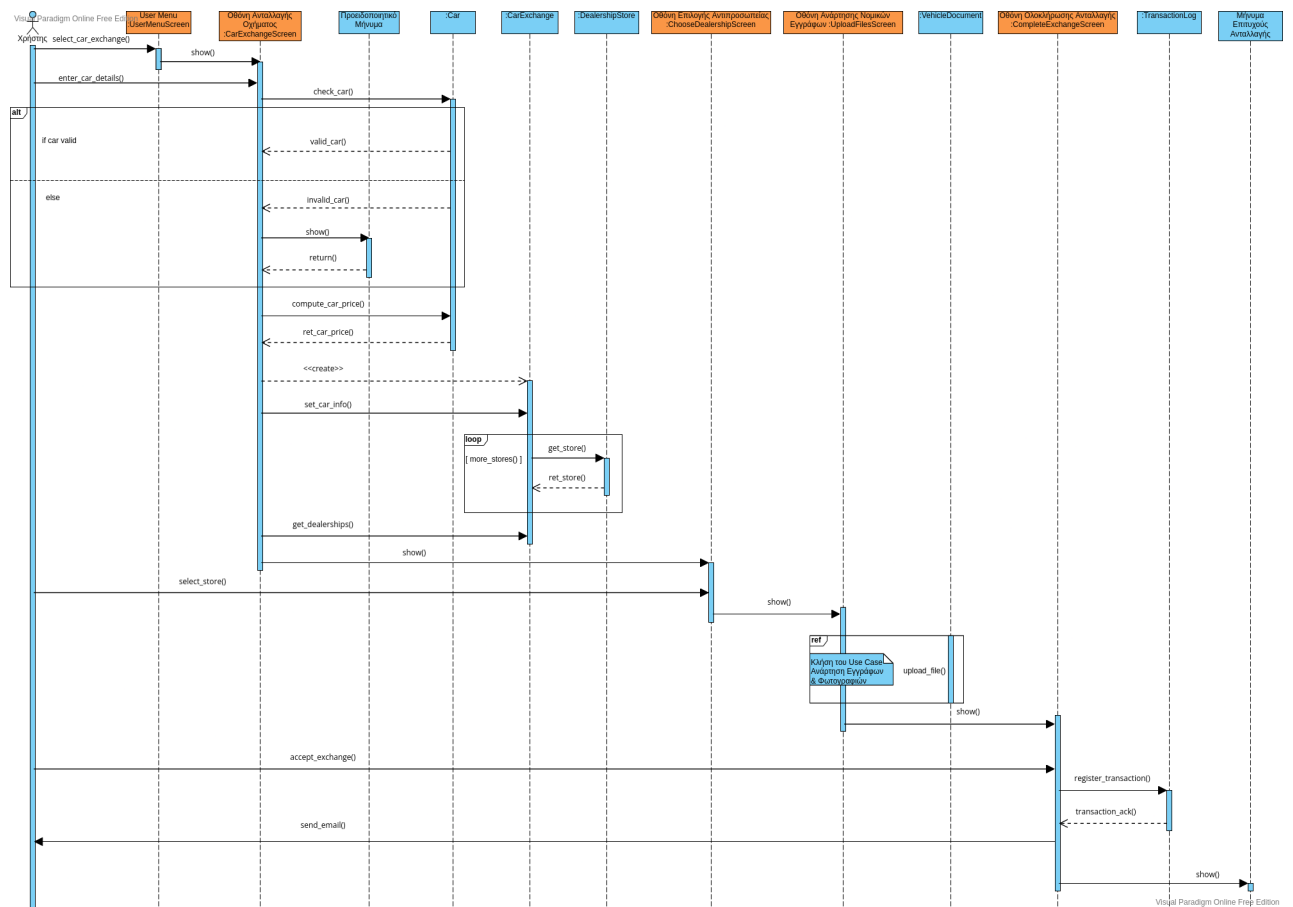 Visual Paradigm Online Free Edition
Χρήστης
User Menu
:UserMenuScreen
Οθόνη Ανταλλαγής
Οχήματος
:CarExchangeScreen
Προειδοποιητικό
Μήνυμα
:Car
:CarExchange
:DealershipStore
Οθόνη Επιλογής Αντιπροσωπείας
:ChooseDealershipScreen
Οθόνη Ανάρτησης Νομικών
Εγγράφων :UploadFilesScreen
:VehicleDocument
Οθόνη Ολοκλήρωσης Ανταλλαγής
:CompleteExchangeScreen
:TransactionLog
Μήνυμα
Επιτυχούς
Ανταλλαγής
select_car_exchange()
show()
enter_car_details()
check_car()
alt
if car valid
valid_car()
else
invalid_car()
show()
return()
compute_car_price()
ret_car_price()
<<create>>
set_car_info()
loop
[ more_stores() ]
get_store()
ret_store()
get_dealerships()
show()
select_store()
show()
ref
Κλήση του Use Case
Ανάρτηση Εγγράφων
& Φωτογραφιών
upload_file()
show()
accept_exchange()
register_transaction()
transaction_ack()
send_email()
show()
Visual Paradigm Online Free Edition